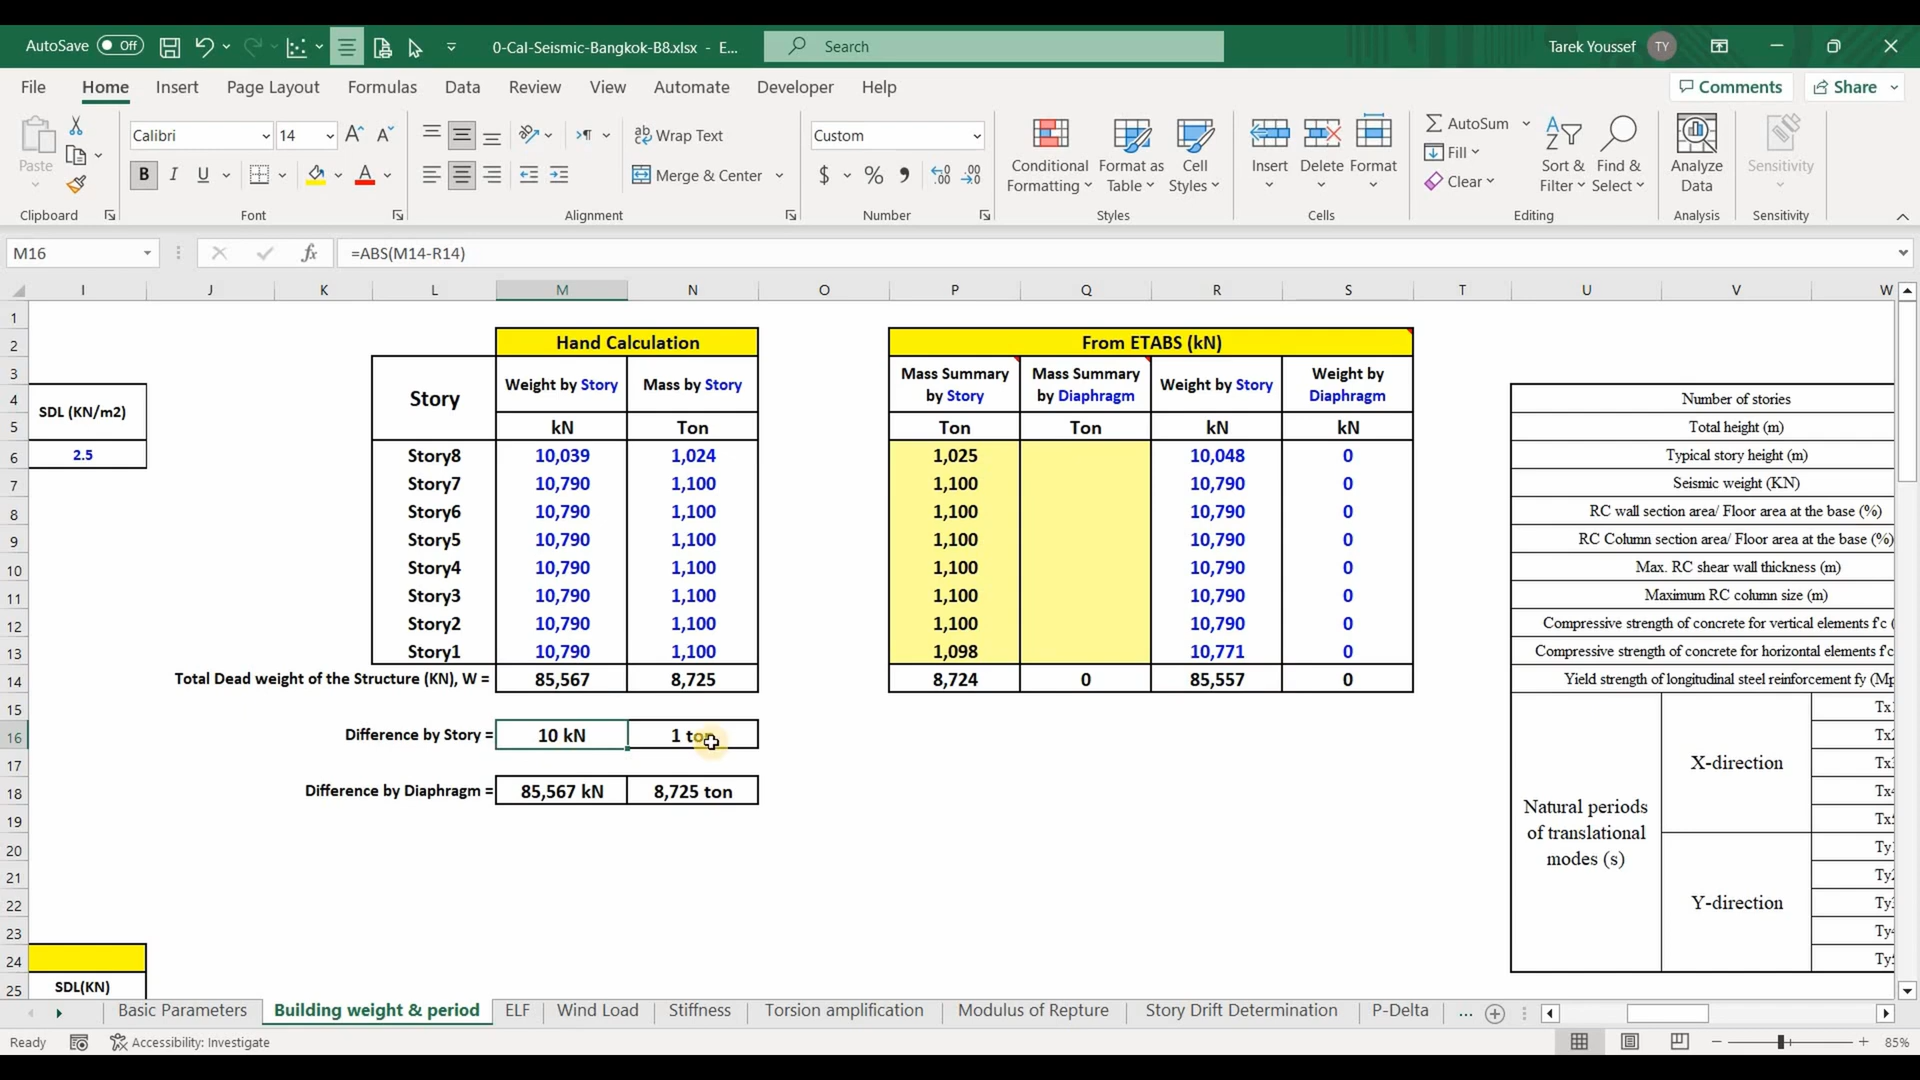 AutoSave Off 0-Cal-Seismic-Bangkok-B8.xlsx - E... Search Tarek Youssef TY
File Home Insert Page Layout Formulas Data Review View Automate Developer Help Comments Share
Paste
Calibri 14
Wrap Text
Custom
Conditional Formatting
Format as Table
Cell Styles
Insert
Delete
Format
AutoSum
Fill
B I U
Merge & Center
$ %
Clear
Sort & Filter
Find & Select
Analyze Data
Sensitivity
Clipboard Font Alignment Number Styles Cells Editing Analysis Sensitivity
M16 fx =ABS(M14-R14)
I J K L M N O P Q R S T U V W
1
2 Hand Calculation From ETABS (kN)
3 Story Weight by Story Mass by Story Mass Summary by Story Mass Summary by Diaphragm Weight by Story Weight by Diaphragm
4 SDL (KN/m2) Number of stories
5 kN Ton Ton Ton kN kN Total height (m)
6 2.5 Story8 10,039 1,024 1,025 10,048 0 Typical story height (m)
7 Story7 10,790 1,100 1,100 10,790 0 Seismic weight (KN)
8 Story6 10,790 1,100 1,100 10,790 0 RC wall section area/ Floor area at the base (%)
9 Story5 10,790 1,100 1,100 10,790 0 RC Column section area/ Floor area at the base (%)
10 Story4 10,790 1,100 1,100 10,790 0 Max. RC shear wall thickness (m)
11 Story3 10,790 1,100 1,100 10,790 0 Maximum RC column size (m)
12 Story2 10,790 1,100 1,100 10,790 0 Compressive strength of concrete for vertical elements f'c (
13 Story1 10,790 1,100 1,098 10,771 0 Compressive strength of concrete for horizontal elements f'c
14 Total Dead weight of the Structure (KN), W = 85,567 8,725 8,724 0 85,557 0 Yield strength of longitudinal steel reinforcement fy (Mp
15 Tx1
16 Difference by Story = 10 kN 1 ton Tx2
17 X-direction Tx3
18 Difference by Diaphragm = 85,567 kN 8,725 ton Tx4
19 Natural periods of translational modes (s) Tx5
20 Ty1
21 Ty2
22 Y-direction Ty3
23 Ty4
24 Ty5
25 SDL(KN)
Basic Parameters Building weight & period ELF Wind Load Stiffness Torsion amplification Modulus of Repture Story Drift Determination P-Delta ...
Ready Accessibility: Investigate 85%